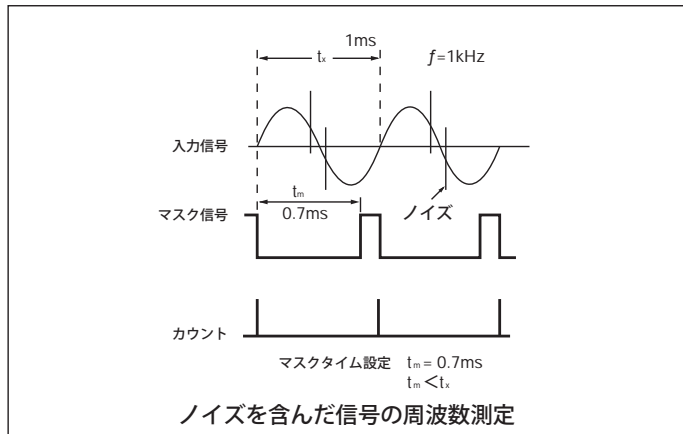 1ms
tₓ
f=1kHz
入力信号
tₘ
0.7ms
ノイズ
マスク信号
カウント
マスクタイム設定 tₘ= 0.7ms
tₘ＜tₓ
ノイズを含んだ信号の周波数測定